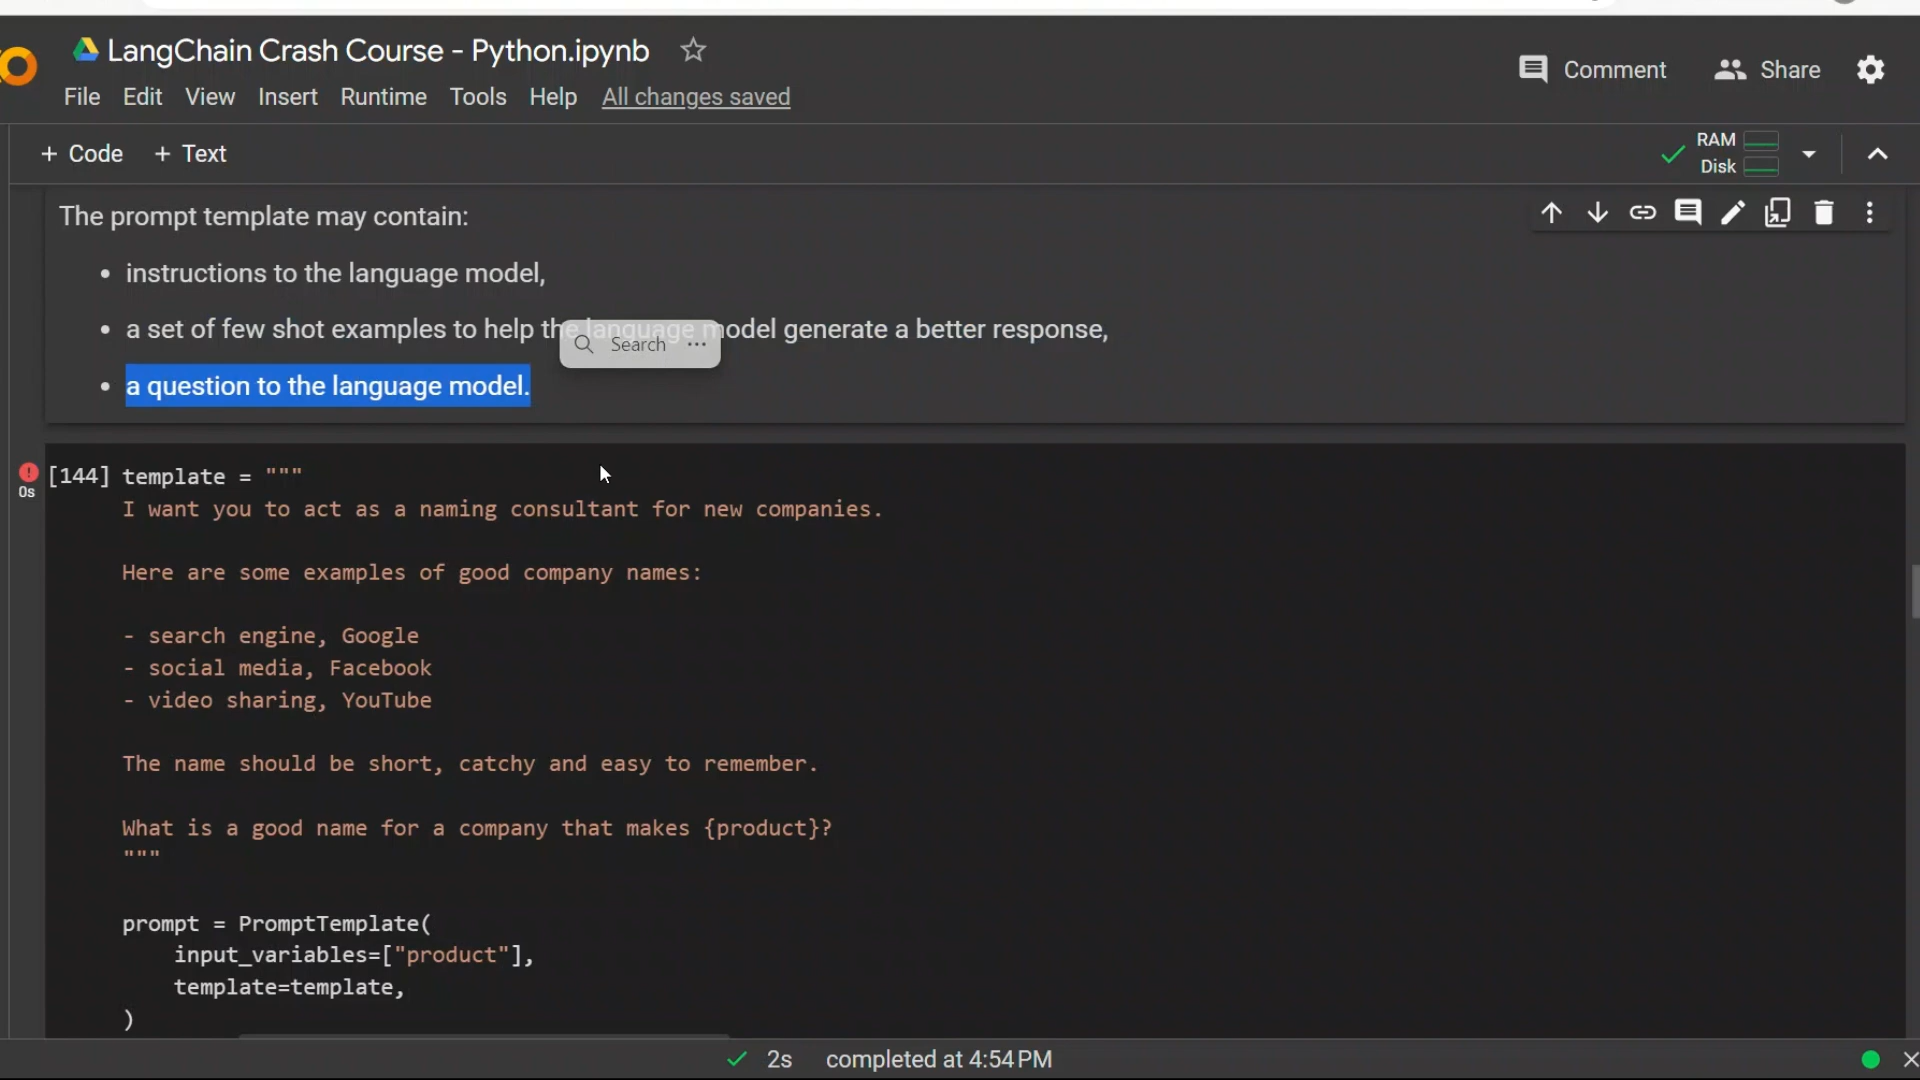 LangChain Crash Course - Python.ipynb
Comment
Share
File Edit View Insert Runtime Tools Help All changes saved
+ Code + Text
RAM
Disk
The prompt template may contain:
• instructions to the language model,
• a set of few shot examples to help the language model generate a better response,
Search ...
• a question to the language model.
[144] template = """
0s
I want you to act as a naming consultant for new companies.
Here are some examples of good company names:
- search engine, Google
- social media, Facebook
- video sharing, YouTube
The name should be short, catchy and easy to remember.
What is a good name for a company that makes {product}?
"""
prompt = PromptTemplate(
input_variables=["product"],
template=template,
)
2s completed at 4:54 PM